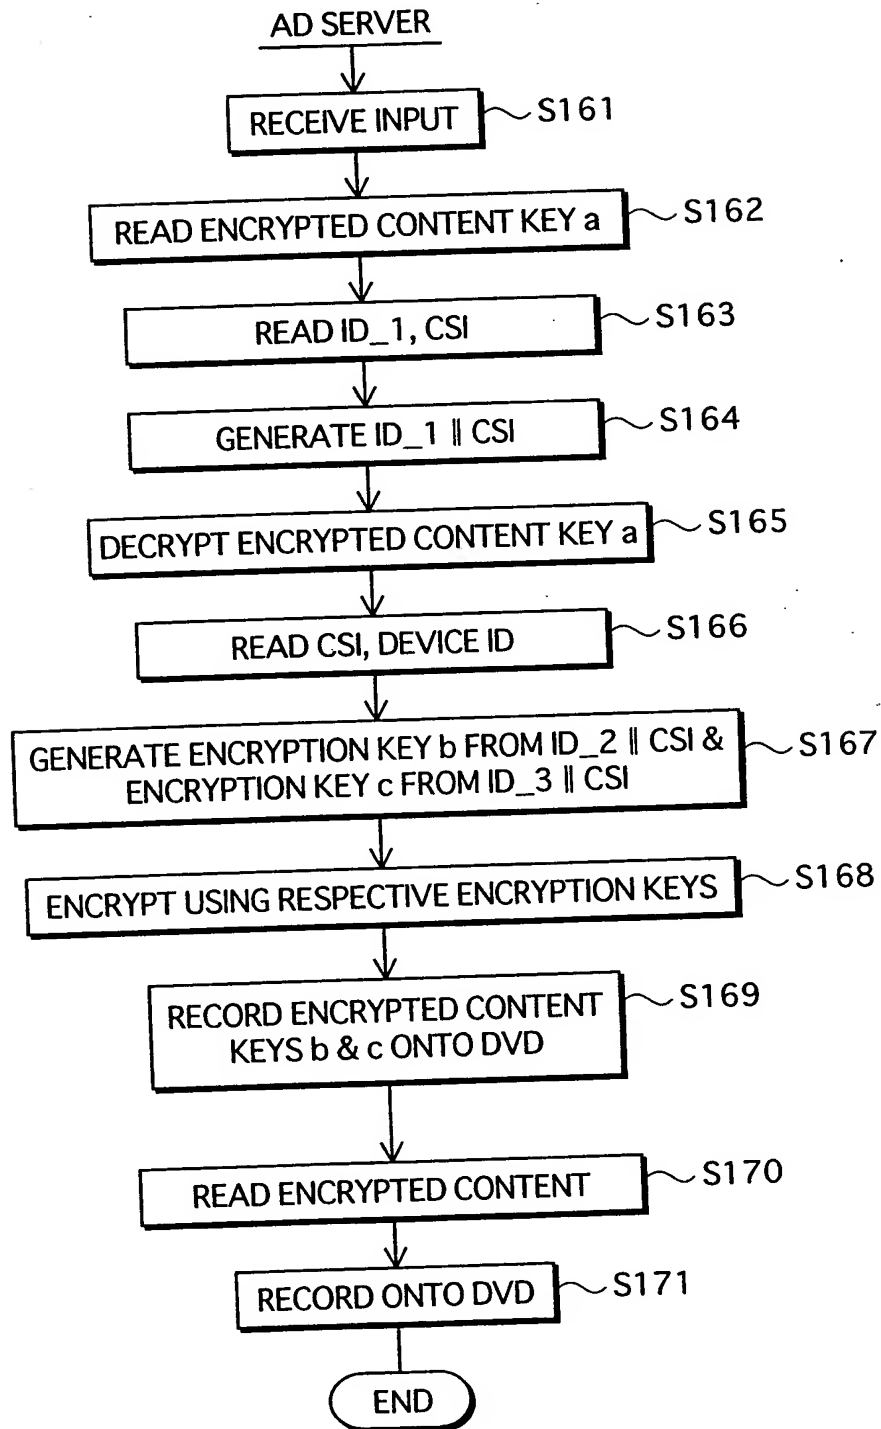 AD SERVER
RECEIVE INPUT
S161
READ ENCRYPTED CONTENT KEY a
S162
READ ID_1, CSI
S163
GENERATE ID_1 || CSI
S164
DECRYPT ENCRYPTED CONTENT KEY a
S165
READ CSI, DEVICE ID
S166
GENERATE ENCRYPTION KEY b FROM ID_2 || CSI &
ENCRYPTION KEY c FROM ID_3 || CSI
S167
ENCRYPT USING RESPECTIVE ENCRYPTION KEYS
S168
RECORD ENCRYPTED CONTENT
KEYS b & c ONTO DVD
S169
READ ENCRYPTED CONTENT
S170
RECORD ONTO DVD
S171
END